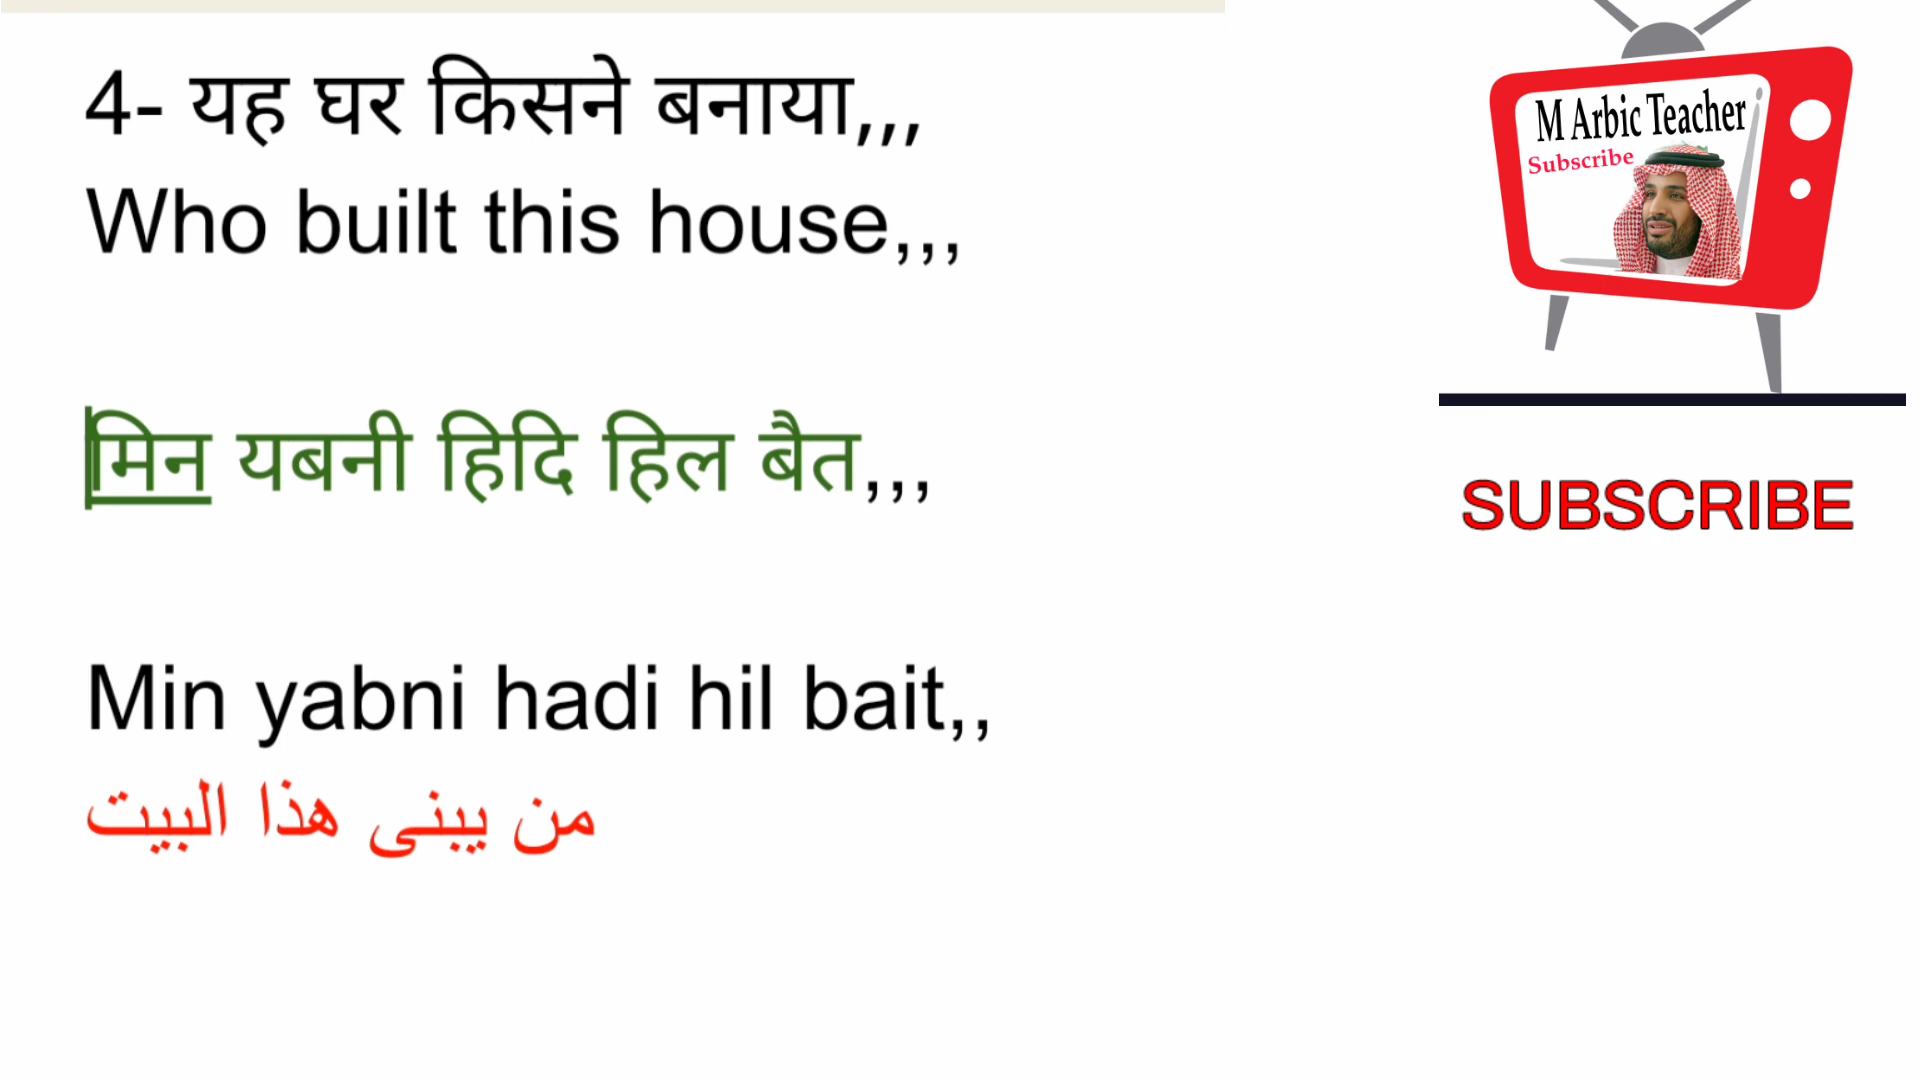 4- यह घर किसने बनाया,,,
Who built this house,,,
मिन यबनी हिदि हिल बैत,,,
Min yabni hadi hil bait,,
من يبنى هذا البيت
M Arbic Teacher
Subscribe
SUBSCRIBE